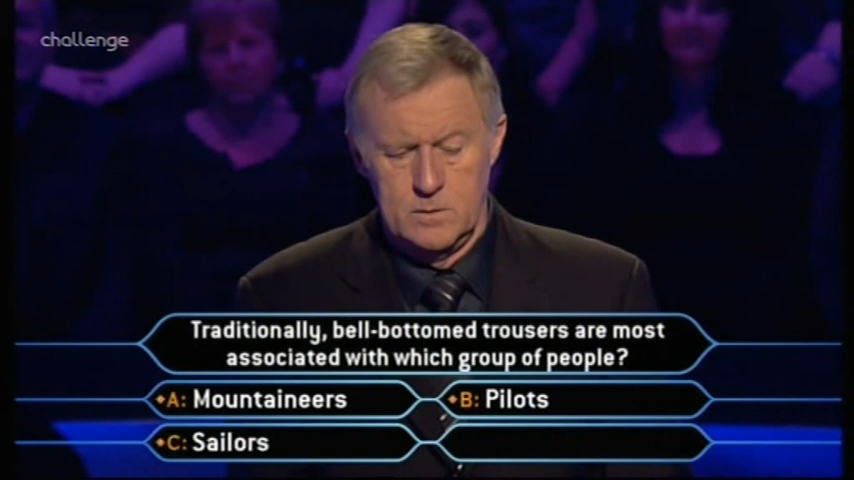 challenge
Traditionally, bell-bottomed trousers are most
associated with which group of people?
A: Mountaineers
B: Pilots
C: Sailors